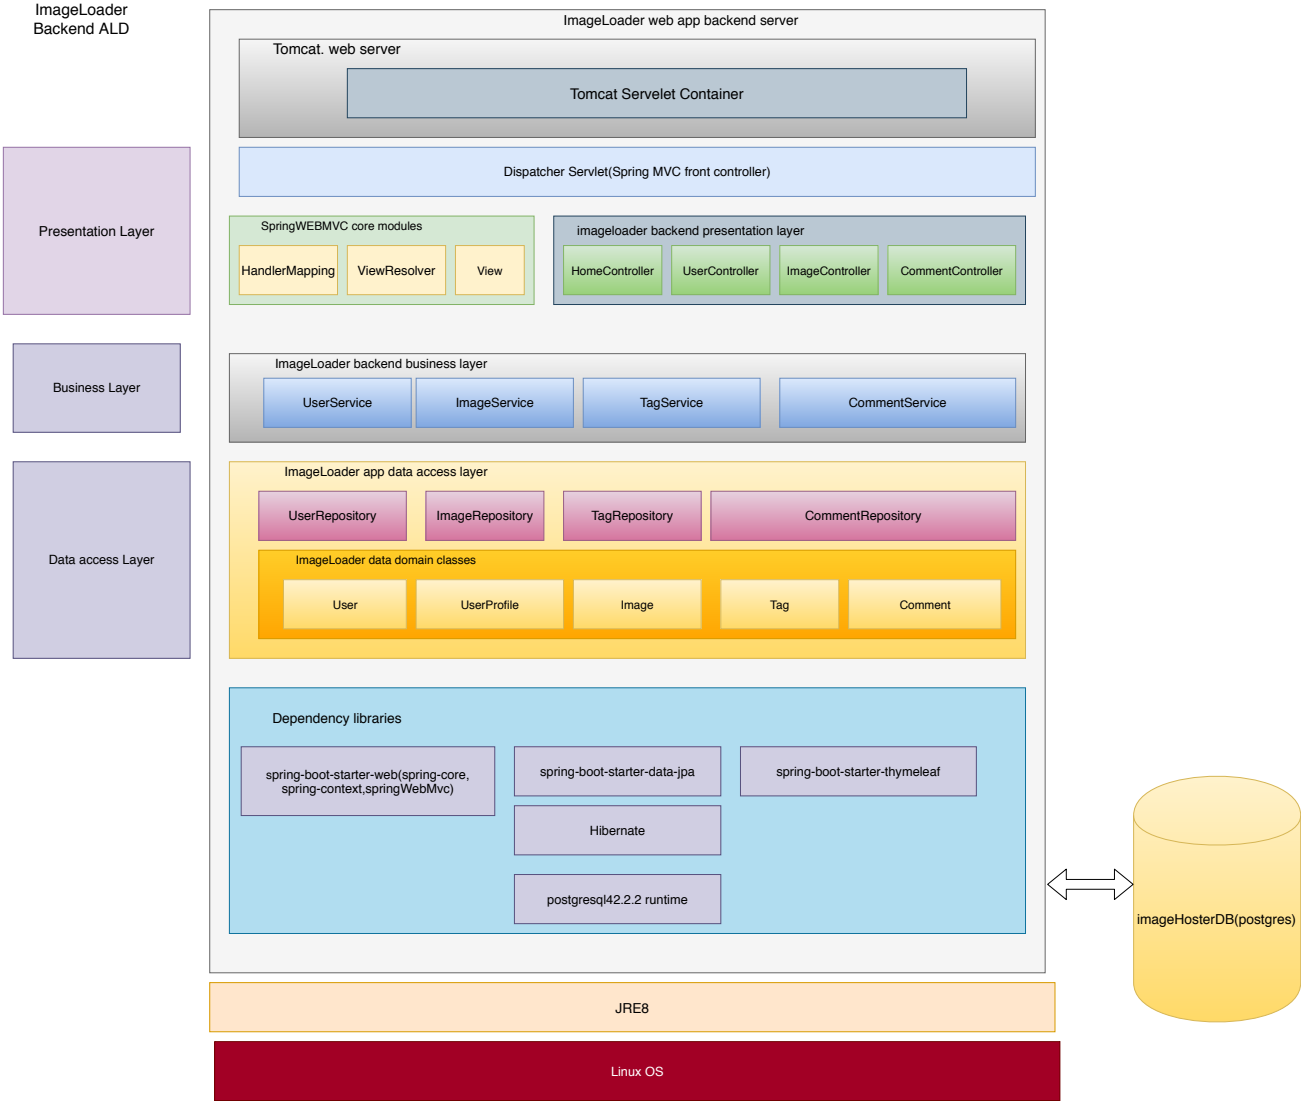 ImageLoader
Backend ALD
ImageLoader web app backend server
Tomcat. web server
Tomcat Servelet Container
Dispatcher Servlet(Spring MVC front controller)
Presentation Layer
SpringWEBMVC core modules
HandlerMapping
ViewResolver
View
imageloader backend presentation layer
HomeController
UserController
ImageController
CommentController
Business Layer
ImageLoader backend business layer
UserService
ImageService
TagService
CommentService
Data access Layer
ImageLoader app data access layer
UserRepository
ImageRepository
TagRepository
CommentRepository
ImageLoader data domain classes
User
UserProfile
Image
Tag
Comment
Dependency libraries
spring-boot-starter-web(spring-core,
spring-context,springWebMvc)
spring-boot-starter-data-jpa
spring-boot-starter-thymeleaf
Hibernate
postgresql42.2.2 runtime
imageHosterDB(postgres)
JRE8
Linux OS